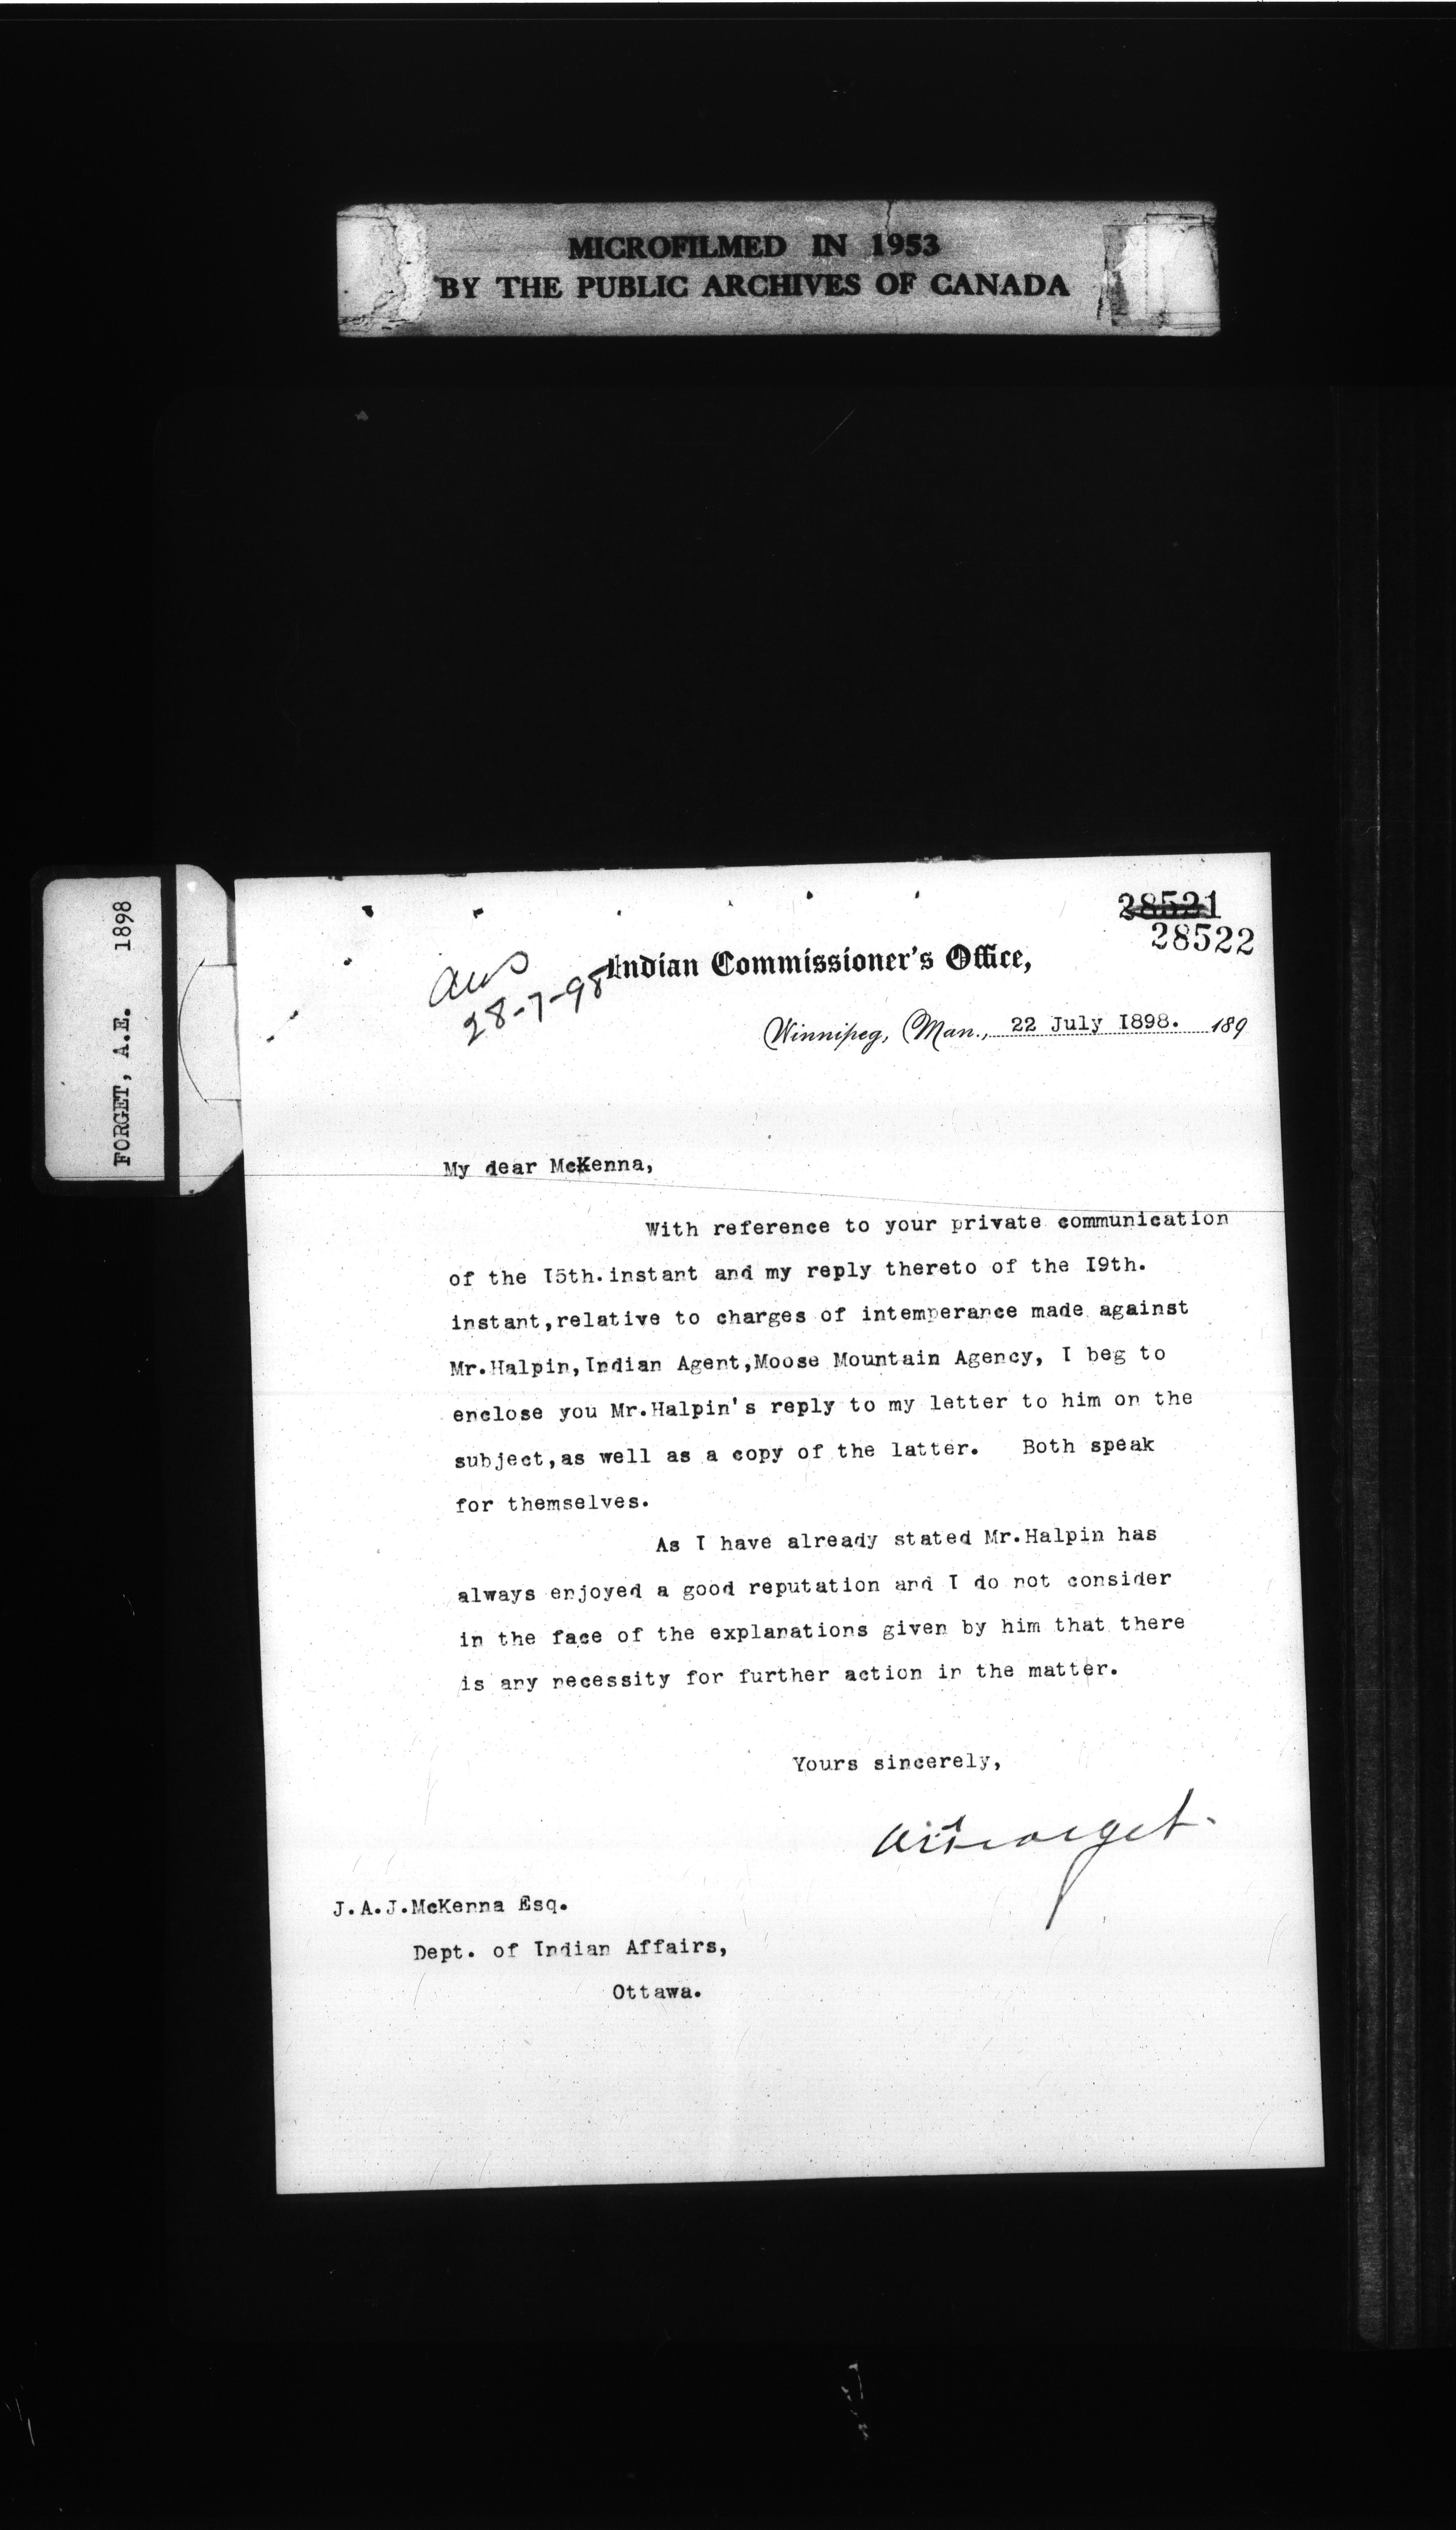 MICROFILMED IN 1953
BY THE PUBLIC ARCHIVES OF CANADA
FORGET, A.E. 1898
28521
28522
ans
28-7-98
Indian Commissioner's Office,
Winnipeg, Man., 22 July I898. 189
My dear McKenna,
With reference to your private communication
of the I5th.instant and my reply thereto of the I9th.
instant,relative to charges of intemperance made against
Mr.Halpin,Indian Agent,Moose Mountain Agency, I beg to
enclose you Mr.Halpin's reply to my letter to him on the
subject,as well as a copy of the latter. Both speak
for themselves.
As I have already stated Mr.Halpin has
always enjoyed a good reputation and I do not consider
in the face of the explanations given by him that there
is any necessity for further action in the matter.
Yours sincerely,
AEForget.
J.A.J.McKenna Esq.
Dept. of Indian Affairs,
Ottawa.